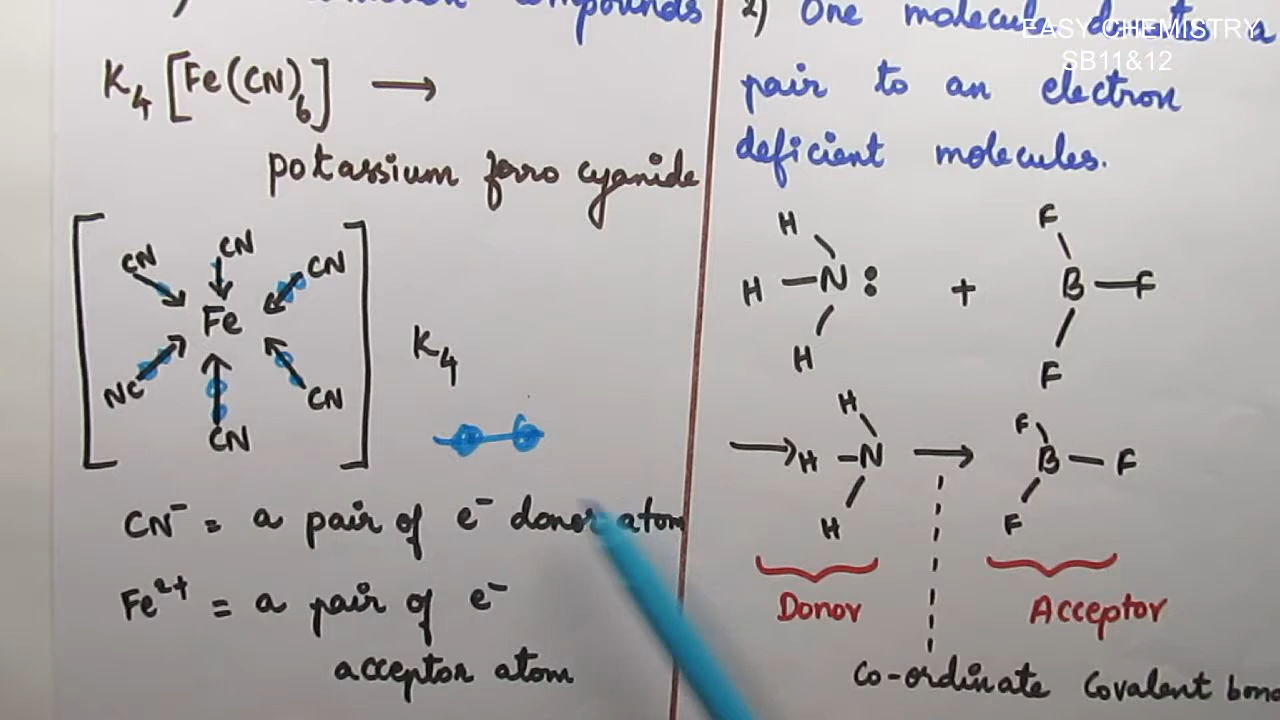 compounds
K4 [Fe(CN)6] →
potassium ferro cyanide
CN CN CN
Fe
NC CN CN
K4
CN⁻ = a pair of e⁻ donor atom
Fe²⁺ = a pair of e⁻
acceptor atom
2) One molecule donates a
pair to an electron
deficient molecules.
H F
H — N : + B — F
H F
H F
→ H – N → B – F
H F
Donor Acceptor
Co-ordinate Covalent bond
EASY CHEMISTRY
SB11&12